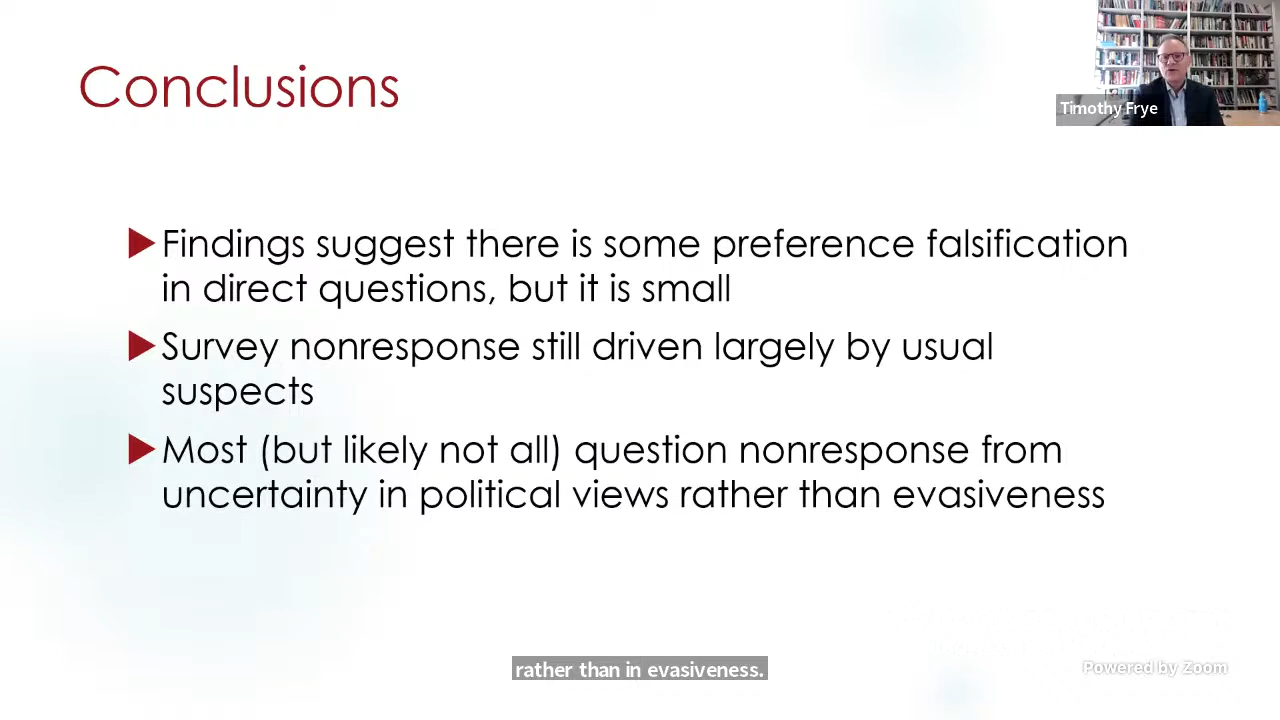 Conclusions
Timothy Frye
Findings suggest there is some preference falsification
in direct questions, but it is small
Survey nonresponse still driven largely by usual
suspects
Most (but likely not all) question nonresponse from
uncertainty in political views rather than evasiveness
rather than in evasiveness.
Powered by Zoom